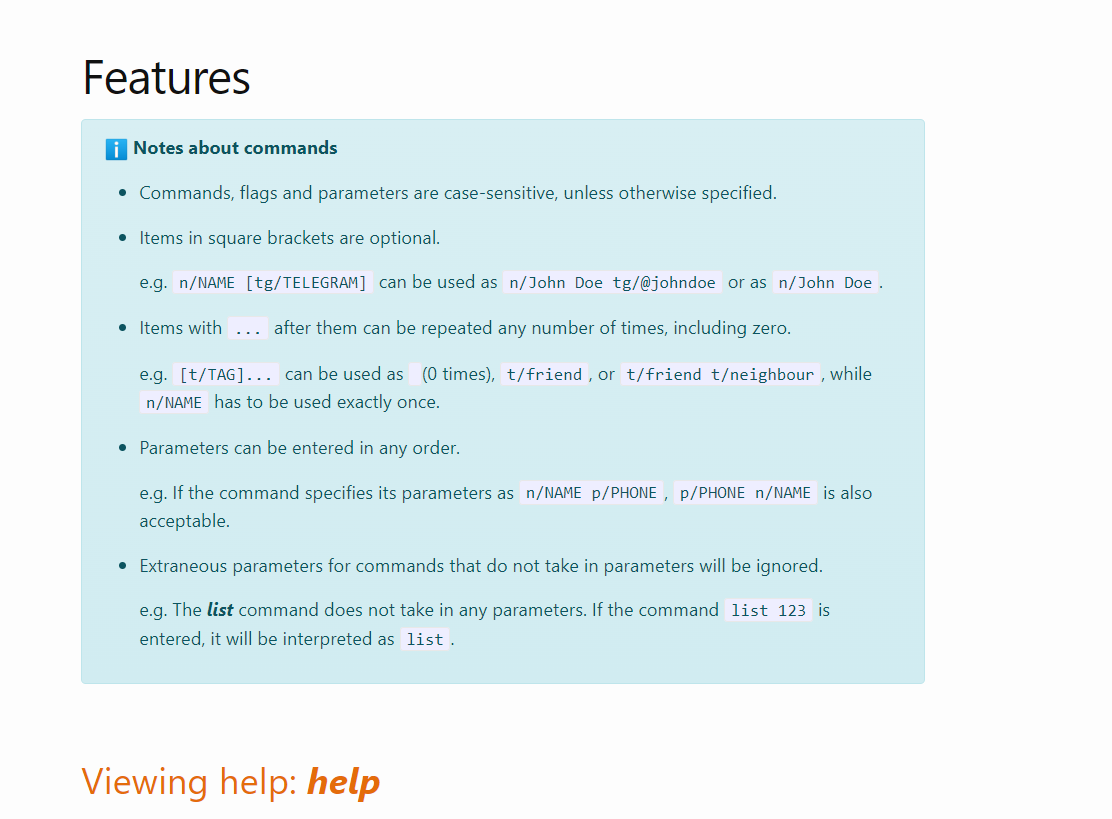 Features
Notes about commands
Commands, flags and parameters are case-sensitive, unless otherwise specified.
Items in square brackets are optional.
e.g. n/NAME [tg/TELEGRAM] can be used as n/John Doe tg/@johndoe or as n/John Doe.
Items with ... after them can be repeated any number of times, including zero.
e.g. [t/TAG]... can be used as (0 times), t/friend, or t/friend t/neighbour, while
n/NAME has to be used exactly once.
Parameters can be entered in any order.
e.g. If the command specifies its parameters as n/NAME p/PHONE, p/PHONE n/NAME is also
acceptable.
Extraneous parameters for commands that do not take in parameters will be ignored.
e.g. The list command does not take in any parameters. If the command list 123 is
entered, it will be interpreted as list.
Viewing help: help